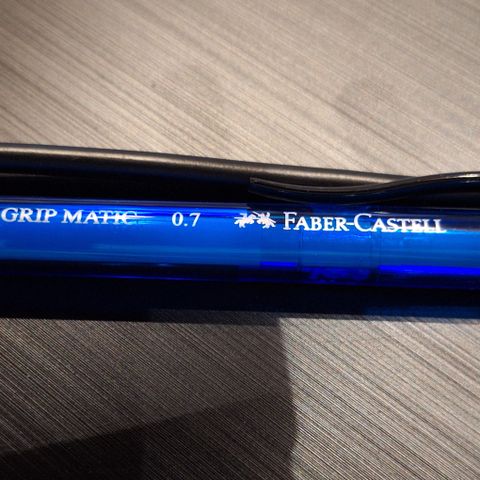 GRIP MATIC 0.7 FABER-CASTELL